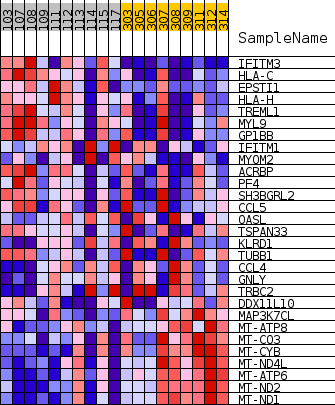 107 108 109 111 112 113 114 115 117 303 305 306 307 308 309 311 312 314
SampleName
IFITM3
HLA-C
EPSTI1
HLA-H
TREML1
MYL9
GP1BB
IFITM1
MYOM2
ACRBP
PF4
SH3BGRL2
CCL5
OASL
TSPAN33
KLRD1
TUBB1
CCL4
GNLY
TRBC2
DDX11L10
MAP3K7CL
MT-ATP8
MT-CO3
MT-CYB
MT-ND4L
MT-ATP6
MT-ND2
MT-ND1